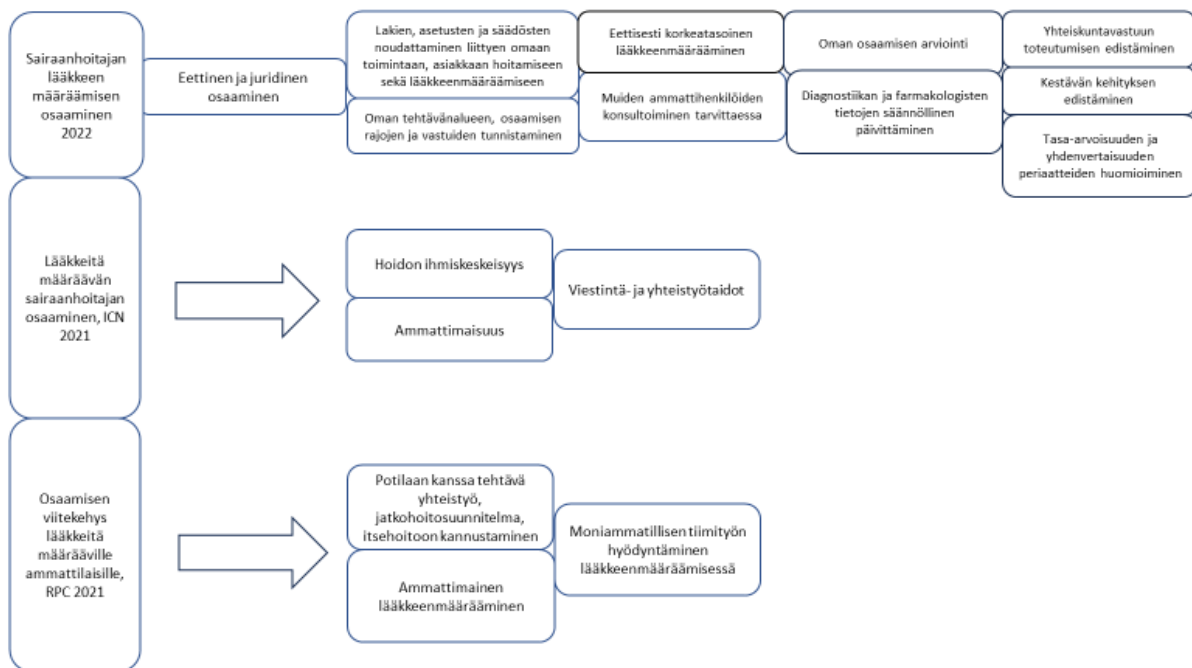 Sairaanhoitajan
lääkkeen
määräämisen
osaaminen
2022
Eettinen ja juridinen
osaaminen
Lakien, asetusten ja säädösten
noudattaminen liittyen omaan
toimintaan, asiakkaan hoitamiseen
sekä lääkkeenmääräämiseen
Oman tehtävänalueen, osaamisen
rajojen ja vastuiden tunnistaminen
Eettisesti korkeatasoinen
lääkkeenmäärääminen
Muiden ammattihenkilöiden
konsultoiminen tarvittaessa
Oman osaamisen arviointi
Diagnostiikan ja farmakologisten
tietojen säännöllinen
päivittäminen
Yhteiskuntavastuun
toteutumisen edistäminen
Kestävän kehityksen
edistäminen
Tasa-arvoisuuden ja
yhdenvertaisuuden
periaatteiden huomioiminen
Lääkkeitä
määräävän
sairaanhoitajan
osaaminen, ICN
2021
Hoidon ihmiskeskeisyys
Ammattimaisuus
Viestintä- ja yhteistyötaidot
Osaamisen
viitekehys
lääkkeitä
määrääville
ammattilaisille,
RPC 2021
Potilaan kanssa tehtävä
yhteistyö,
jatkohoitosuunnitelma,
itsehoitoon kannustaminen
Ammattimainen
lääkkeenmäärääminen
Moniammatillisen tiimityön
hyödyntäminen
lääkkeenmääräämisessä